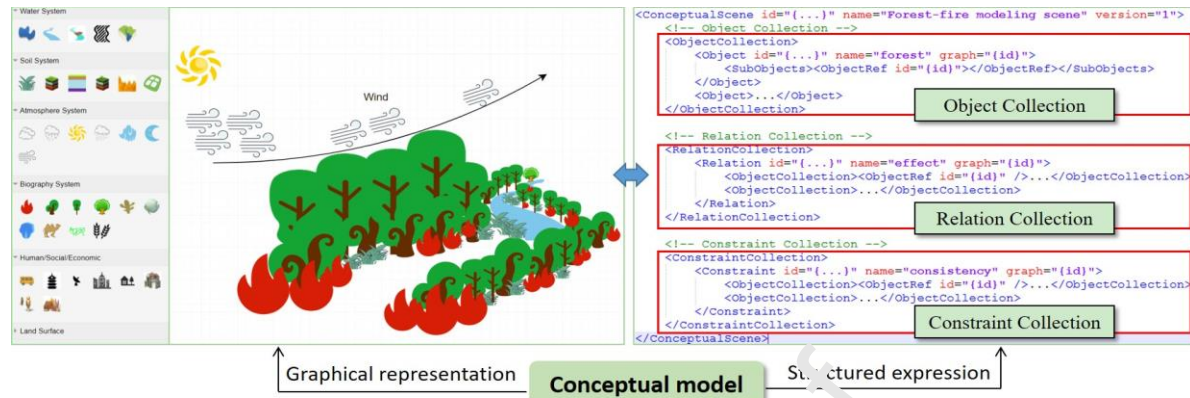 Water System
Soil System
Atmosphere System
Biography System
Human/Social/Economic
Land Surface
Wind
<ConceptualScene id="{...}" name="Forest-fire modeling scene" version="1">
<!-- Object Collection -->
<ObjectCollection>
<Object id="{...}" name="forest" graph="{id}">
<SubObjects><ObjectRef id="{id}"></ObjectRef></SubObjects>
</Object>
<Object>...</Object>
</ObjectCollection>
Object Collection
<!-- Relation Collection -->
<RelationCollection>
<Relation id="{...}" name="effect" graph="{id}">
<ObjectCollection><ObjectRef id="{id}" />...</ObjectCollection>
<ObjectCollection>...</ObjectCollection>
</Relation>
</RelationCollection>
Relation Collection
<!-- Constraint Collection -->
<ConstraintCollection>
<Constraint id="{...}" name="consistency" graph="{id}">
<ObjectCollection><ObjectRef id="{id}" />...</ObjectCollection>
<ObjectCollection>...</ObjectCollection>
</Constraint>
</ConstraintCollection>
Constraint Collection
</ConceptualScene>
Graphical representation
Conceptual model
Structured expression